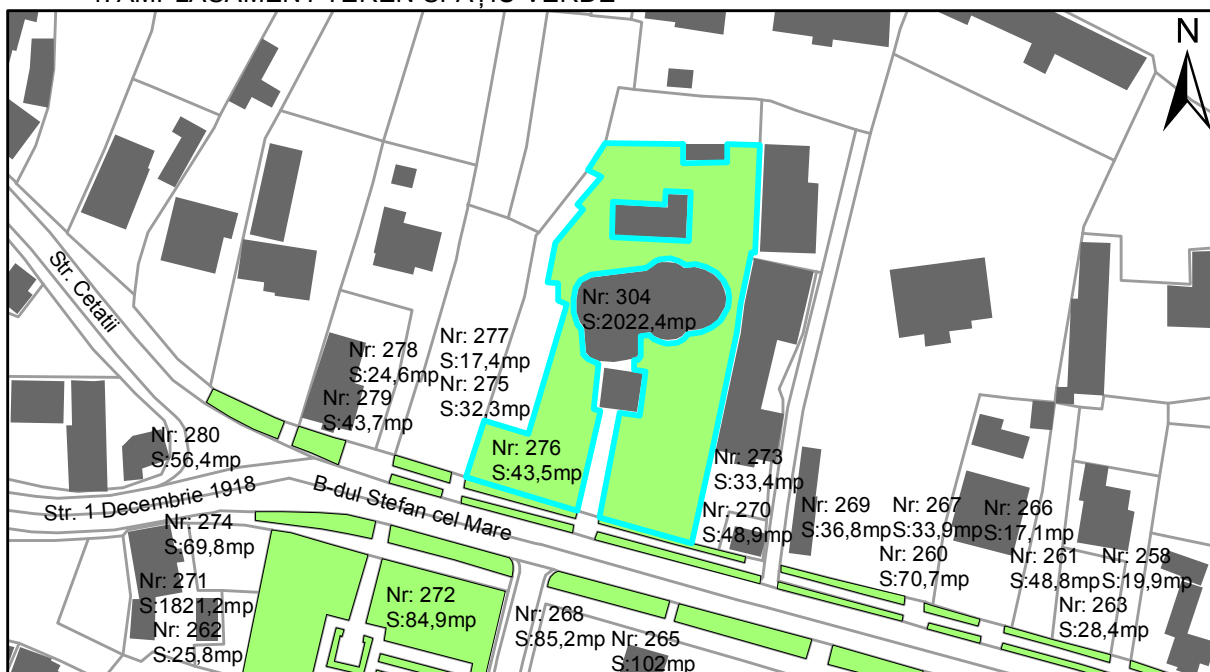 1. AMPLASAMENT TEREN SPAȚIU VERDE
N
Str. Cetatii
Nr: 304
S:2022,4mp
Nr: 277
S:17,4mp
Nr: 278
S:24,6mp
Nr: 275
S:32,3mp
Nr: 279
S:43,7mp
Nr: 280
S:56,4mp
Nr: 276
S:43,5mp
Nr: 273
S:33,4mp
B-dul Stefan cel Mare
Str. 1 Decembrie 1918
Nr: 270
S:48,9mp
Nr: 269
S:36,8mp
Nr: 267
S:33,9mp
Nr: 266
S:17,1mp
Nr: 274
S:69,8mp
Nr: 260
S:70,7mp
Nr: 261
S:48,8mp
Nr: 258
S:19,9mp
Nr: 271
S:1821,2mp
Nr: 272
S:84,9mp
Nr: 263
S:28,4mp
Nr: 262
S:25,8mp
Nr: 268
S:85,2mp
Nr: 265
S:102mp